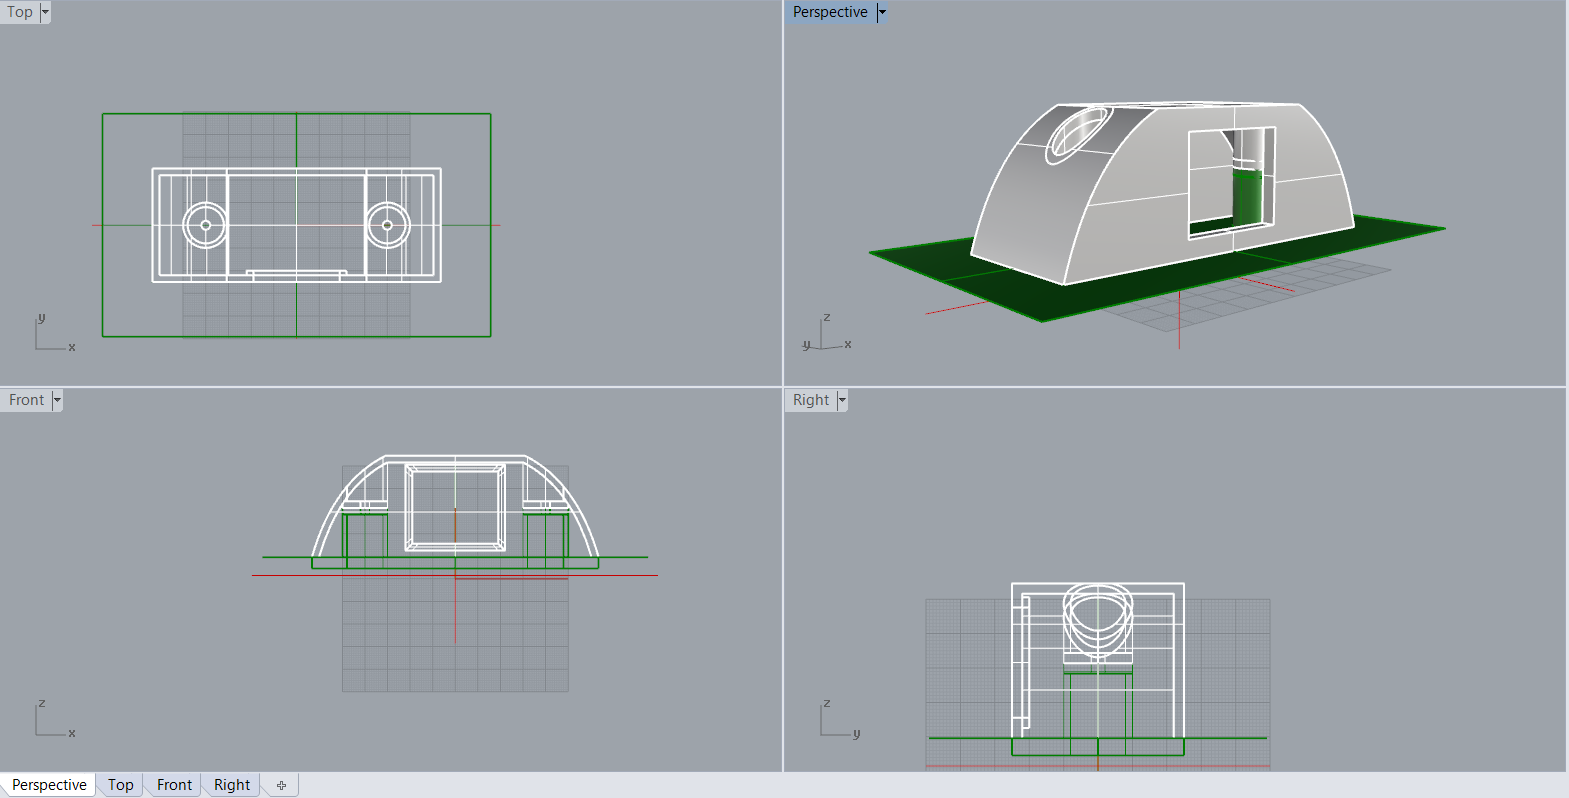 Top
Perspective
y
x
z
y
x
Front
Right
z
x
z
y
Perspective Top Front Right